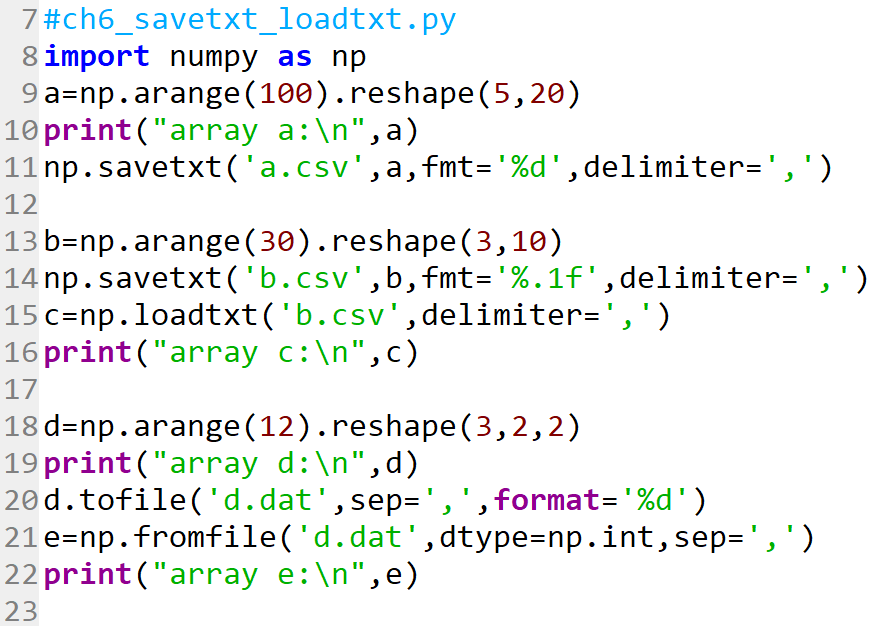 7 #ch6_savetxt_loadtxt.py
8 import numpy as np
9 a=np.arange(100).reshape(5,20)
10 print("array a:\n",a)
11 np.savetxt('a.csv',a,fmt='%d',delimiter=',')
12
13 b=np.arange(30).reshape(3,10)
14 np.savetxt('b.csv',b,fmt='%.1f',delimiter=',')
15 c=np.loadtxt('b.csv',delimiter=',')
16 print("array c:\n",c)
17
18 d=np.arange(12).reshape(3,2,2)
19 print("array d:\n",d)
20 d.tofile('d.dat',sep=',',format='%d')
21 e=np.fromfile('d.dat',dtype=np.int,sep=',')
22 print("array e:\n",e)
23